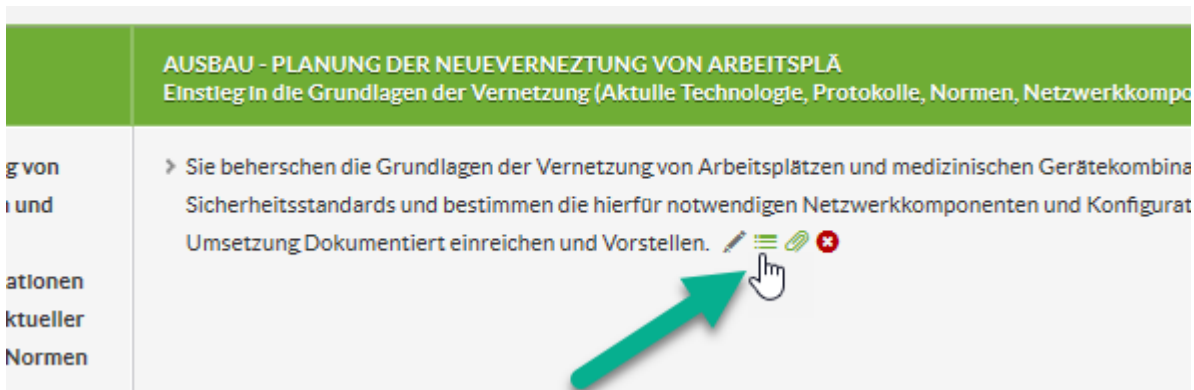 AUSBAU - PLANUNG DER NEUEVERNEZTUNG VON ARBEITSPLÃ
Einstieg in die Grundlagen der Vernetzung (Aktulle Technologie, Protokolle, Normen, Netzwerkkompo
g von
und
ationen
ktueller
Normen
Sie beherschen die Grundlagen der Vernetzung von Arbeitsplätzen und medizinischen Gerätekombina
Sicherheitsstandards und bestimmen die hierfür notwendigen Netzwerkkomponenten und Konfigurat
Umsetzung Dokumentiert einreichen und Vorstellen.